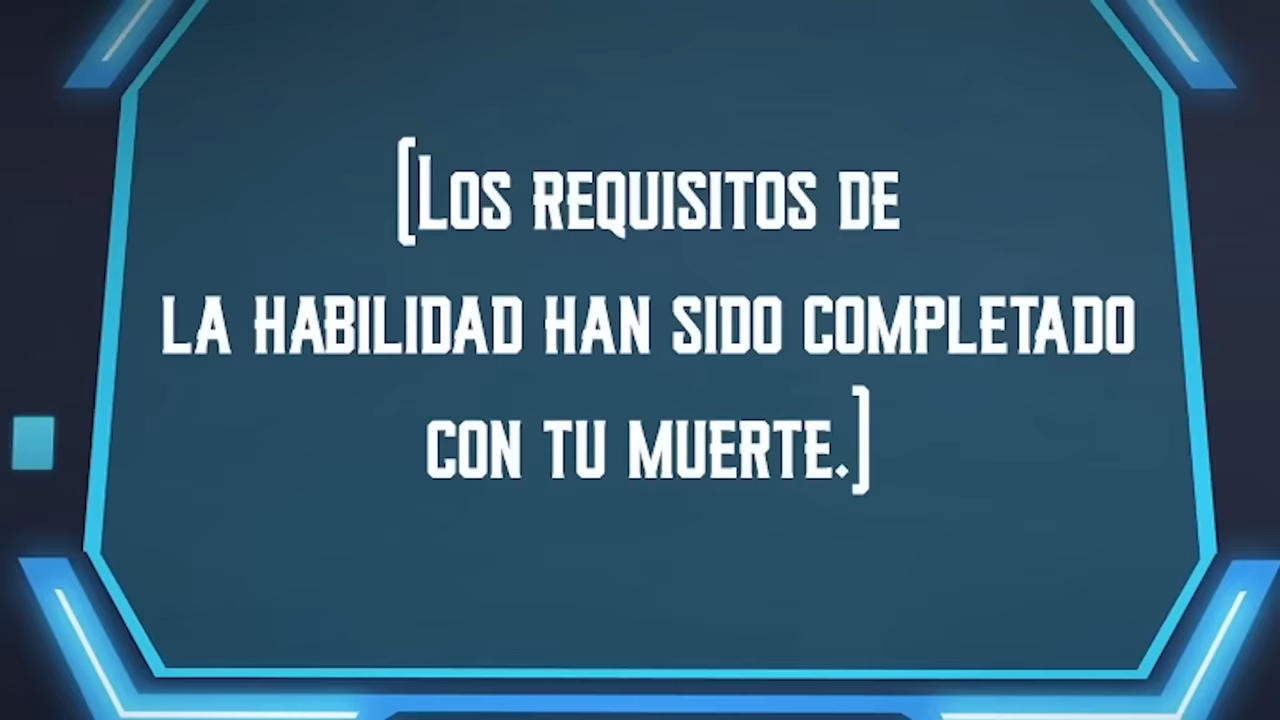 (Los requisitos de
la habilidad han sido completado
con tu muerte.)